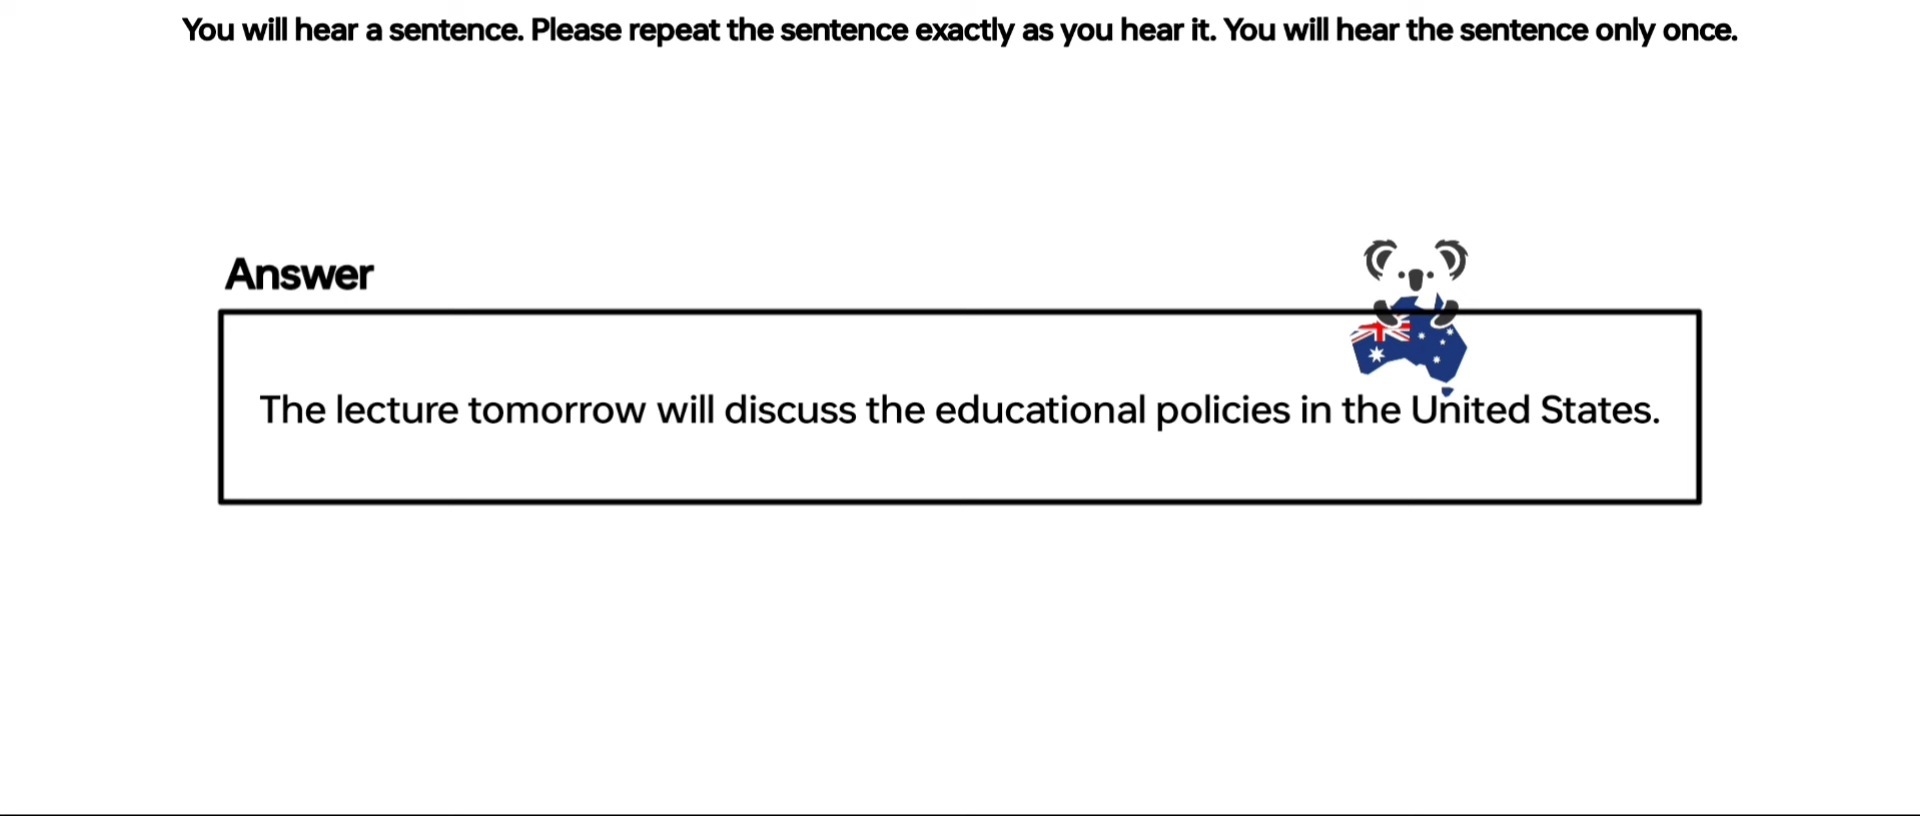 You will hear a sentence. Please repeat the sentence exactly as you hear it. You will hear the sentence only once.
Answer
The lecture tomorrow will discuss the educational policies in the United States.